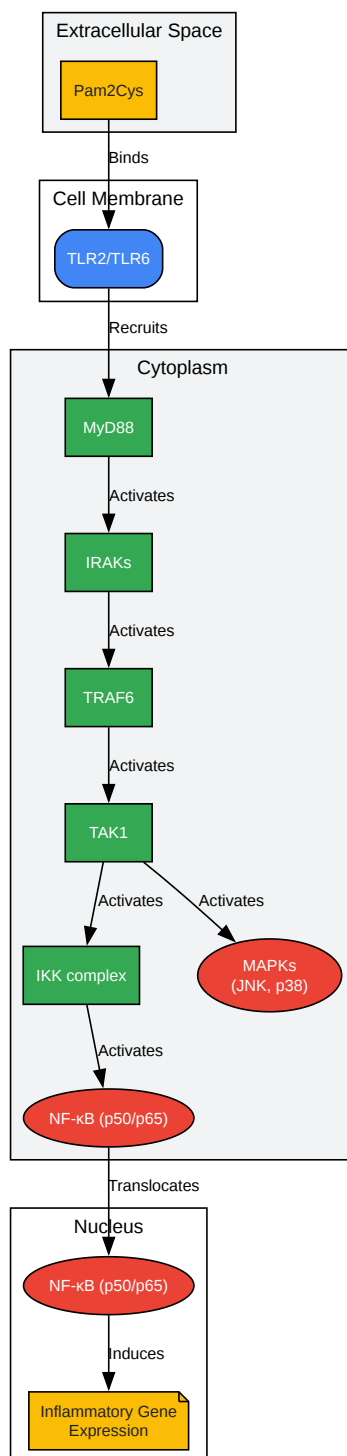 Extracellular Space
Pam2Cys
Binds
Cell Membrane
TLR2/TLR6
Recruits
Cytoplasm
MyD88
Activates
IRAKs
Activates
TRAF6
Activates
TAK1
Activates
Activates
IKK complex
MAPKs
(JNK, p38)
Activates
NF-κB (p50/p65)
Translocates
Nucleus
NF-κB (p50/p65)
Induces
Inflammatory Gene
Expression